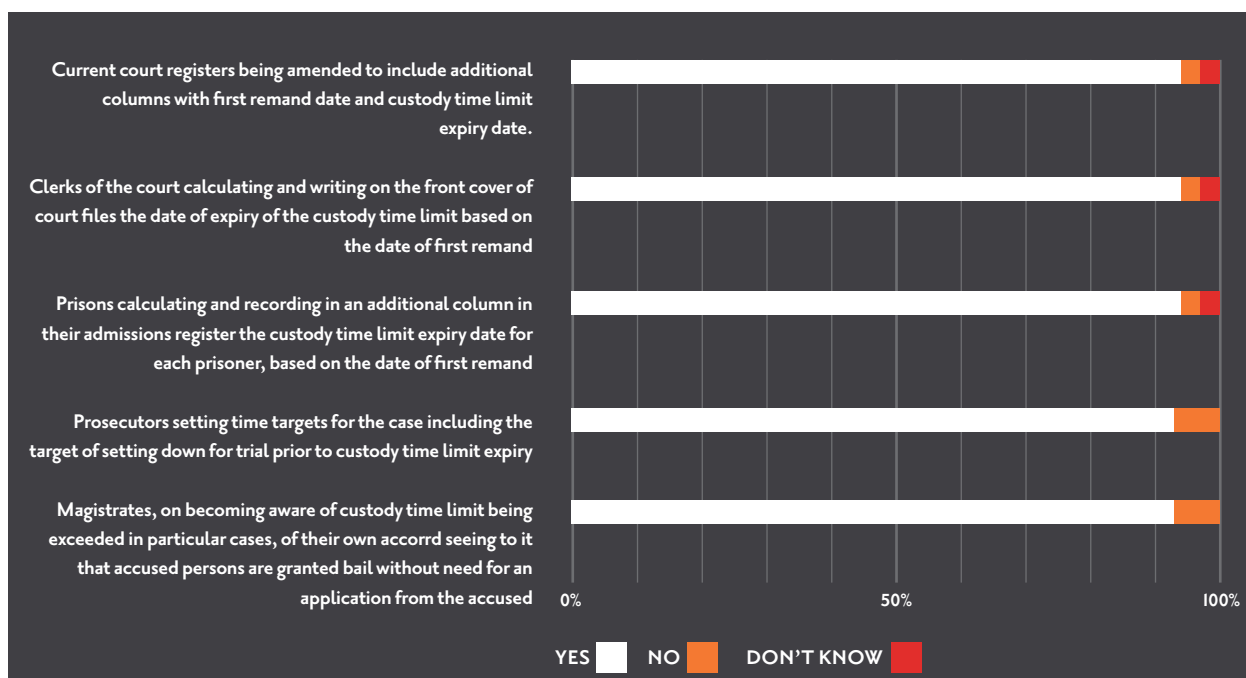 Current court registers being amended to include additional
columns with first remand date and custody time limit
expiry date.
Clerks of the court calculating and writing on the front cover of
court files the date of expiry of the custody time limit based on
the date of first remand
Prisons calculating and recording in an additional column in
their admissions register the custody time limit expiry date for
each prisoner, based on the date of first remand
Prosecutors setting time targets for the case including the
target of setting down for trial prior to custody time limit expiry
Magistrates, on becoming aware of custody time limit being
exceeded in particular cases, of their own accorrd seeing to it
that accused persons are granted bail without need for an
application from the accused
0% 50% 100%
YES NO DON'T KNOW